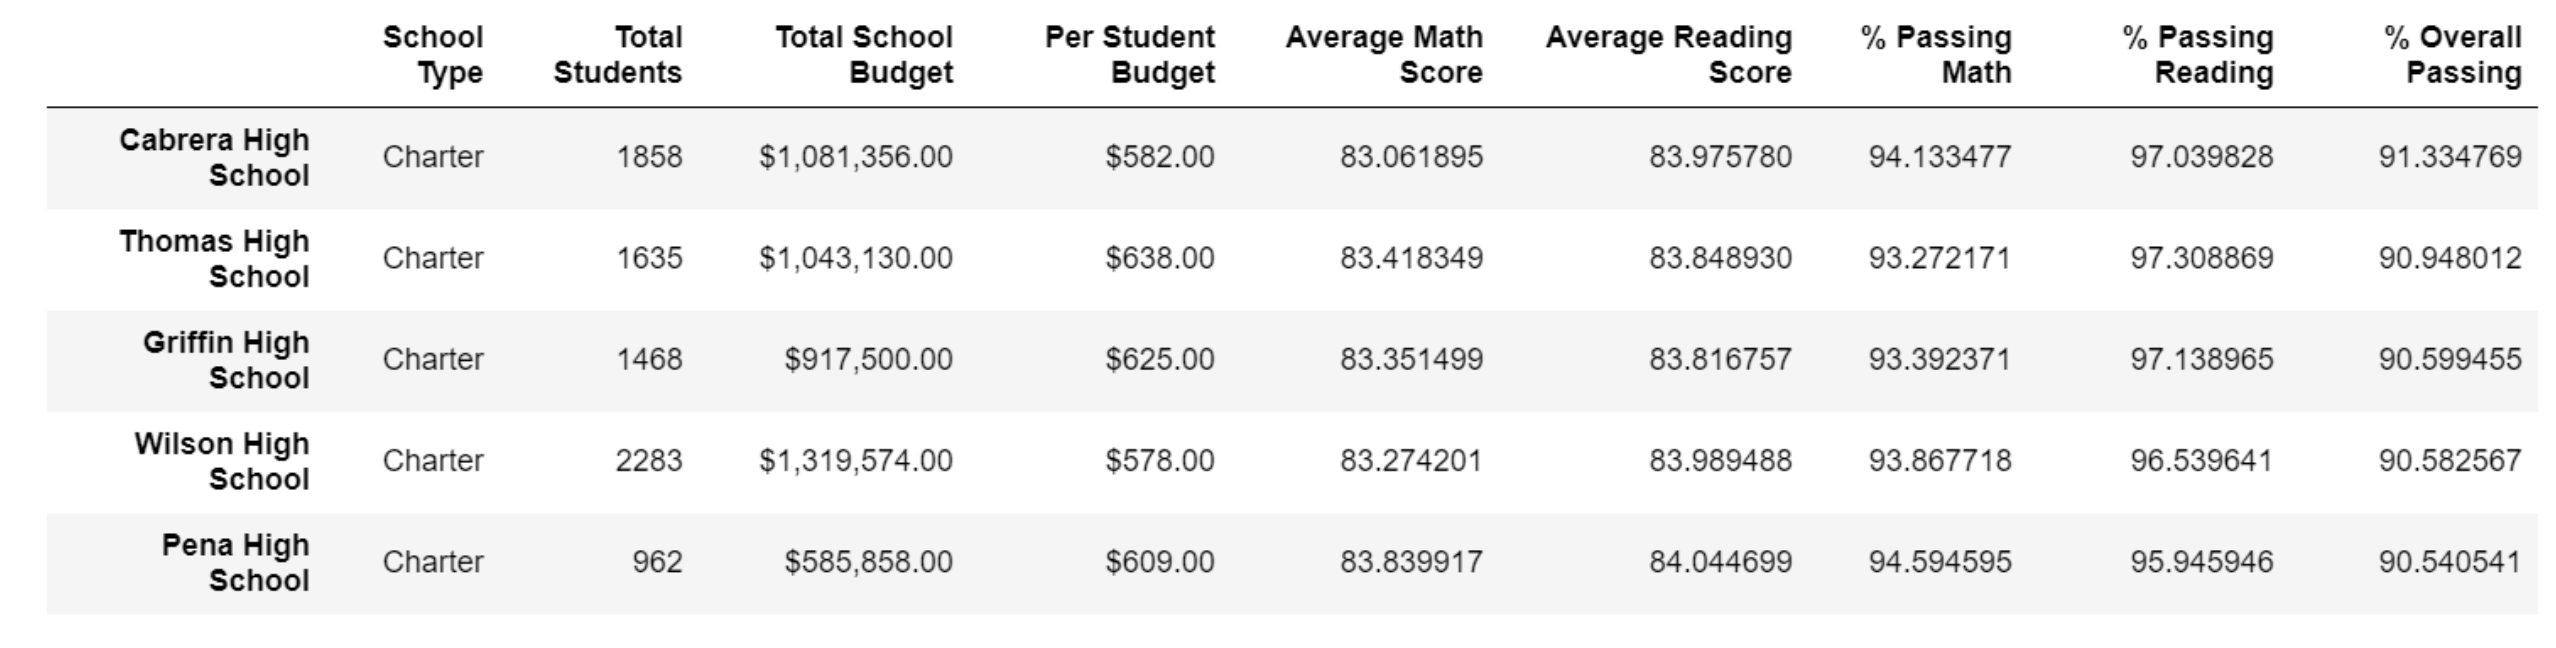 School Type Total Students Total School Budget Per Student Budget Average Math Score Average Reading Score % Passing Math % Passing Reading % Overall Passing
Cabrera High School Charter 1858 $1,081,356.00 $582.00 83.061895 83.975780 94.133477 97.039828 91.334769
Thomas High School Charter 1635 $1,043,130.00 $638.00 83.418349 83.848930 93.272171 97.308869 90.948012
Griffin High School Charter 1468 $917,500.00 $625.00 83.351499 83.816757 93.392371 97.138965 90.599455
Wilson High School Charter 2283 $1,319,574.00 $578.00 83.274201 83.989488 93.867718 96.539641 90.582567
Pena High School Charter 962 $585,858.00 $609.00 83.839917 84.044699 94.594595 95.945946 90.540541